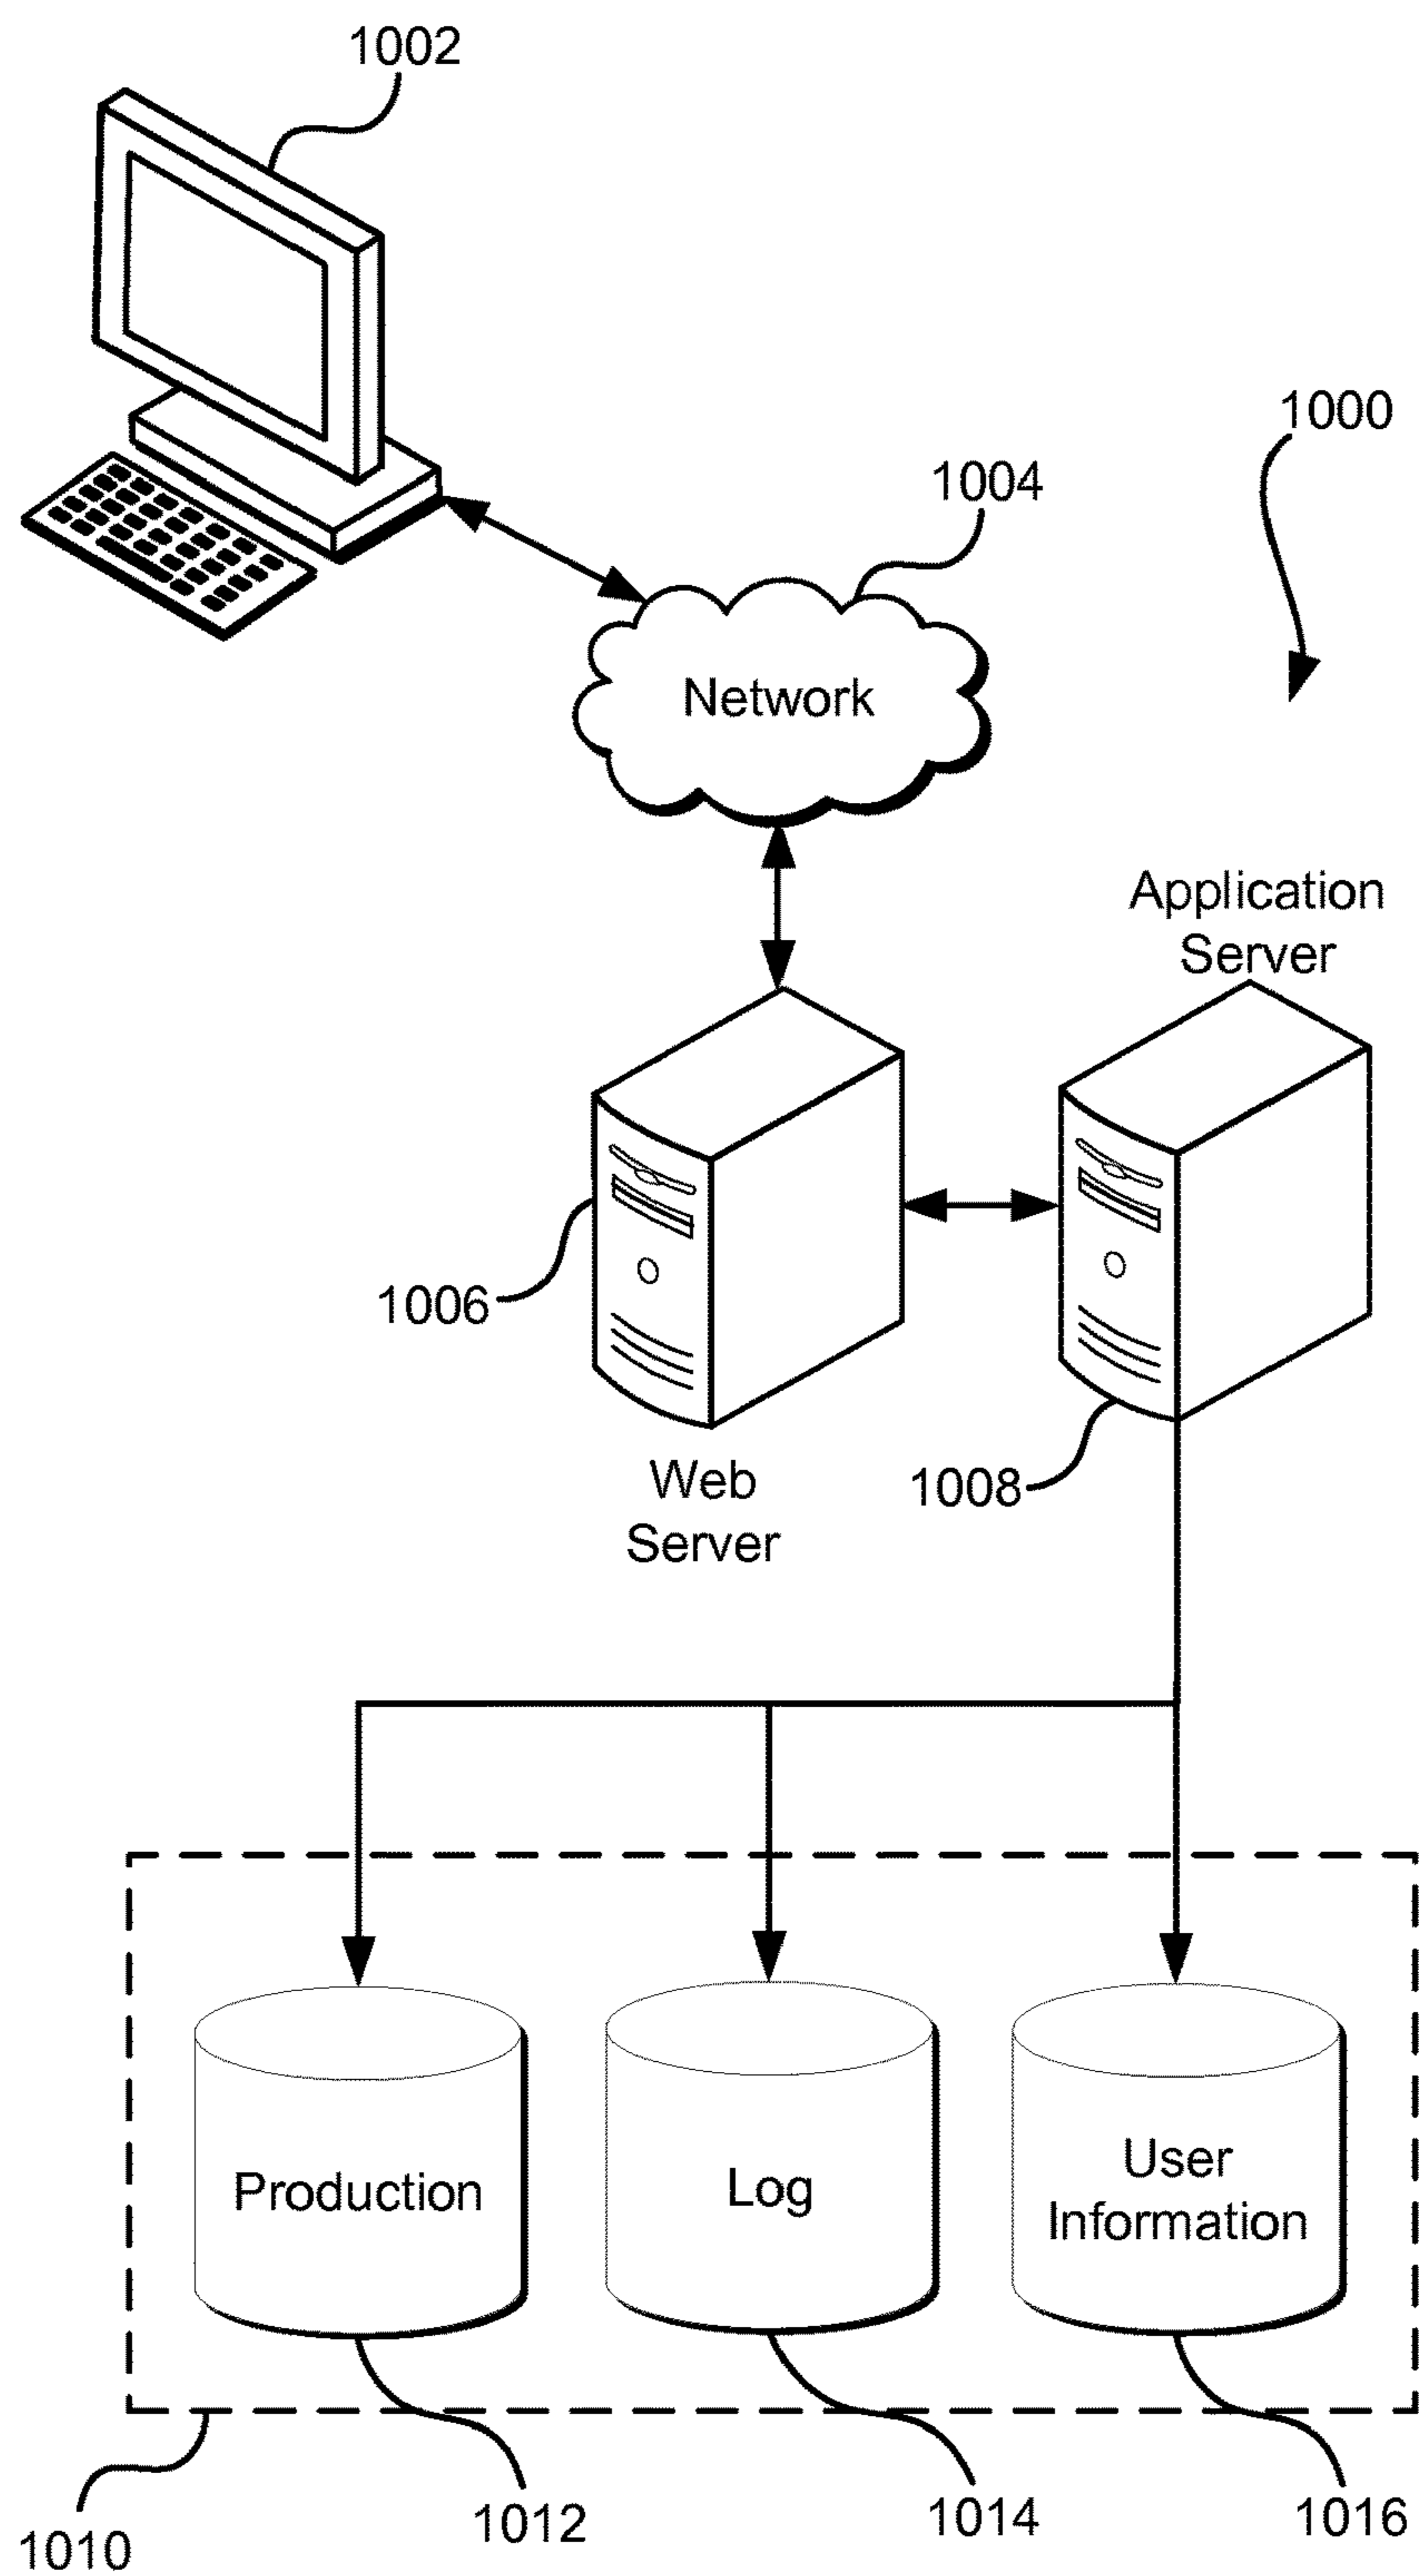 1002
1000
1004
Network
Application
Server
1006
Web
Server
1008
Production
Log
User
Information
1010
1012
1014
1016